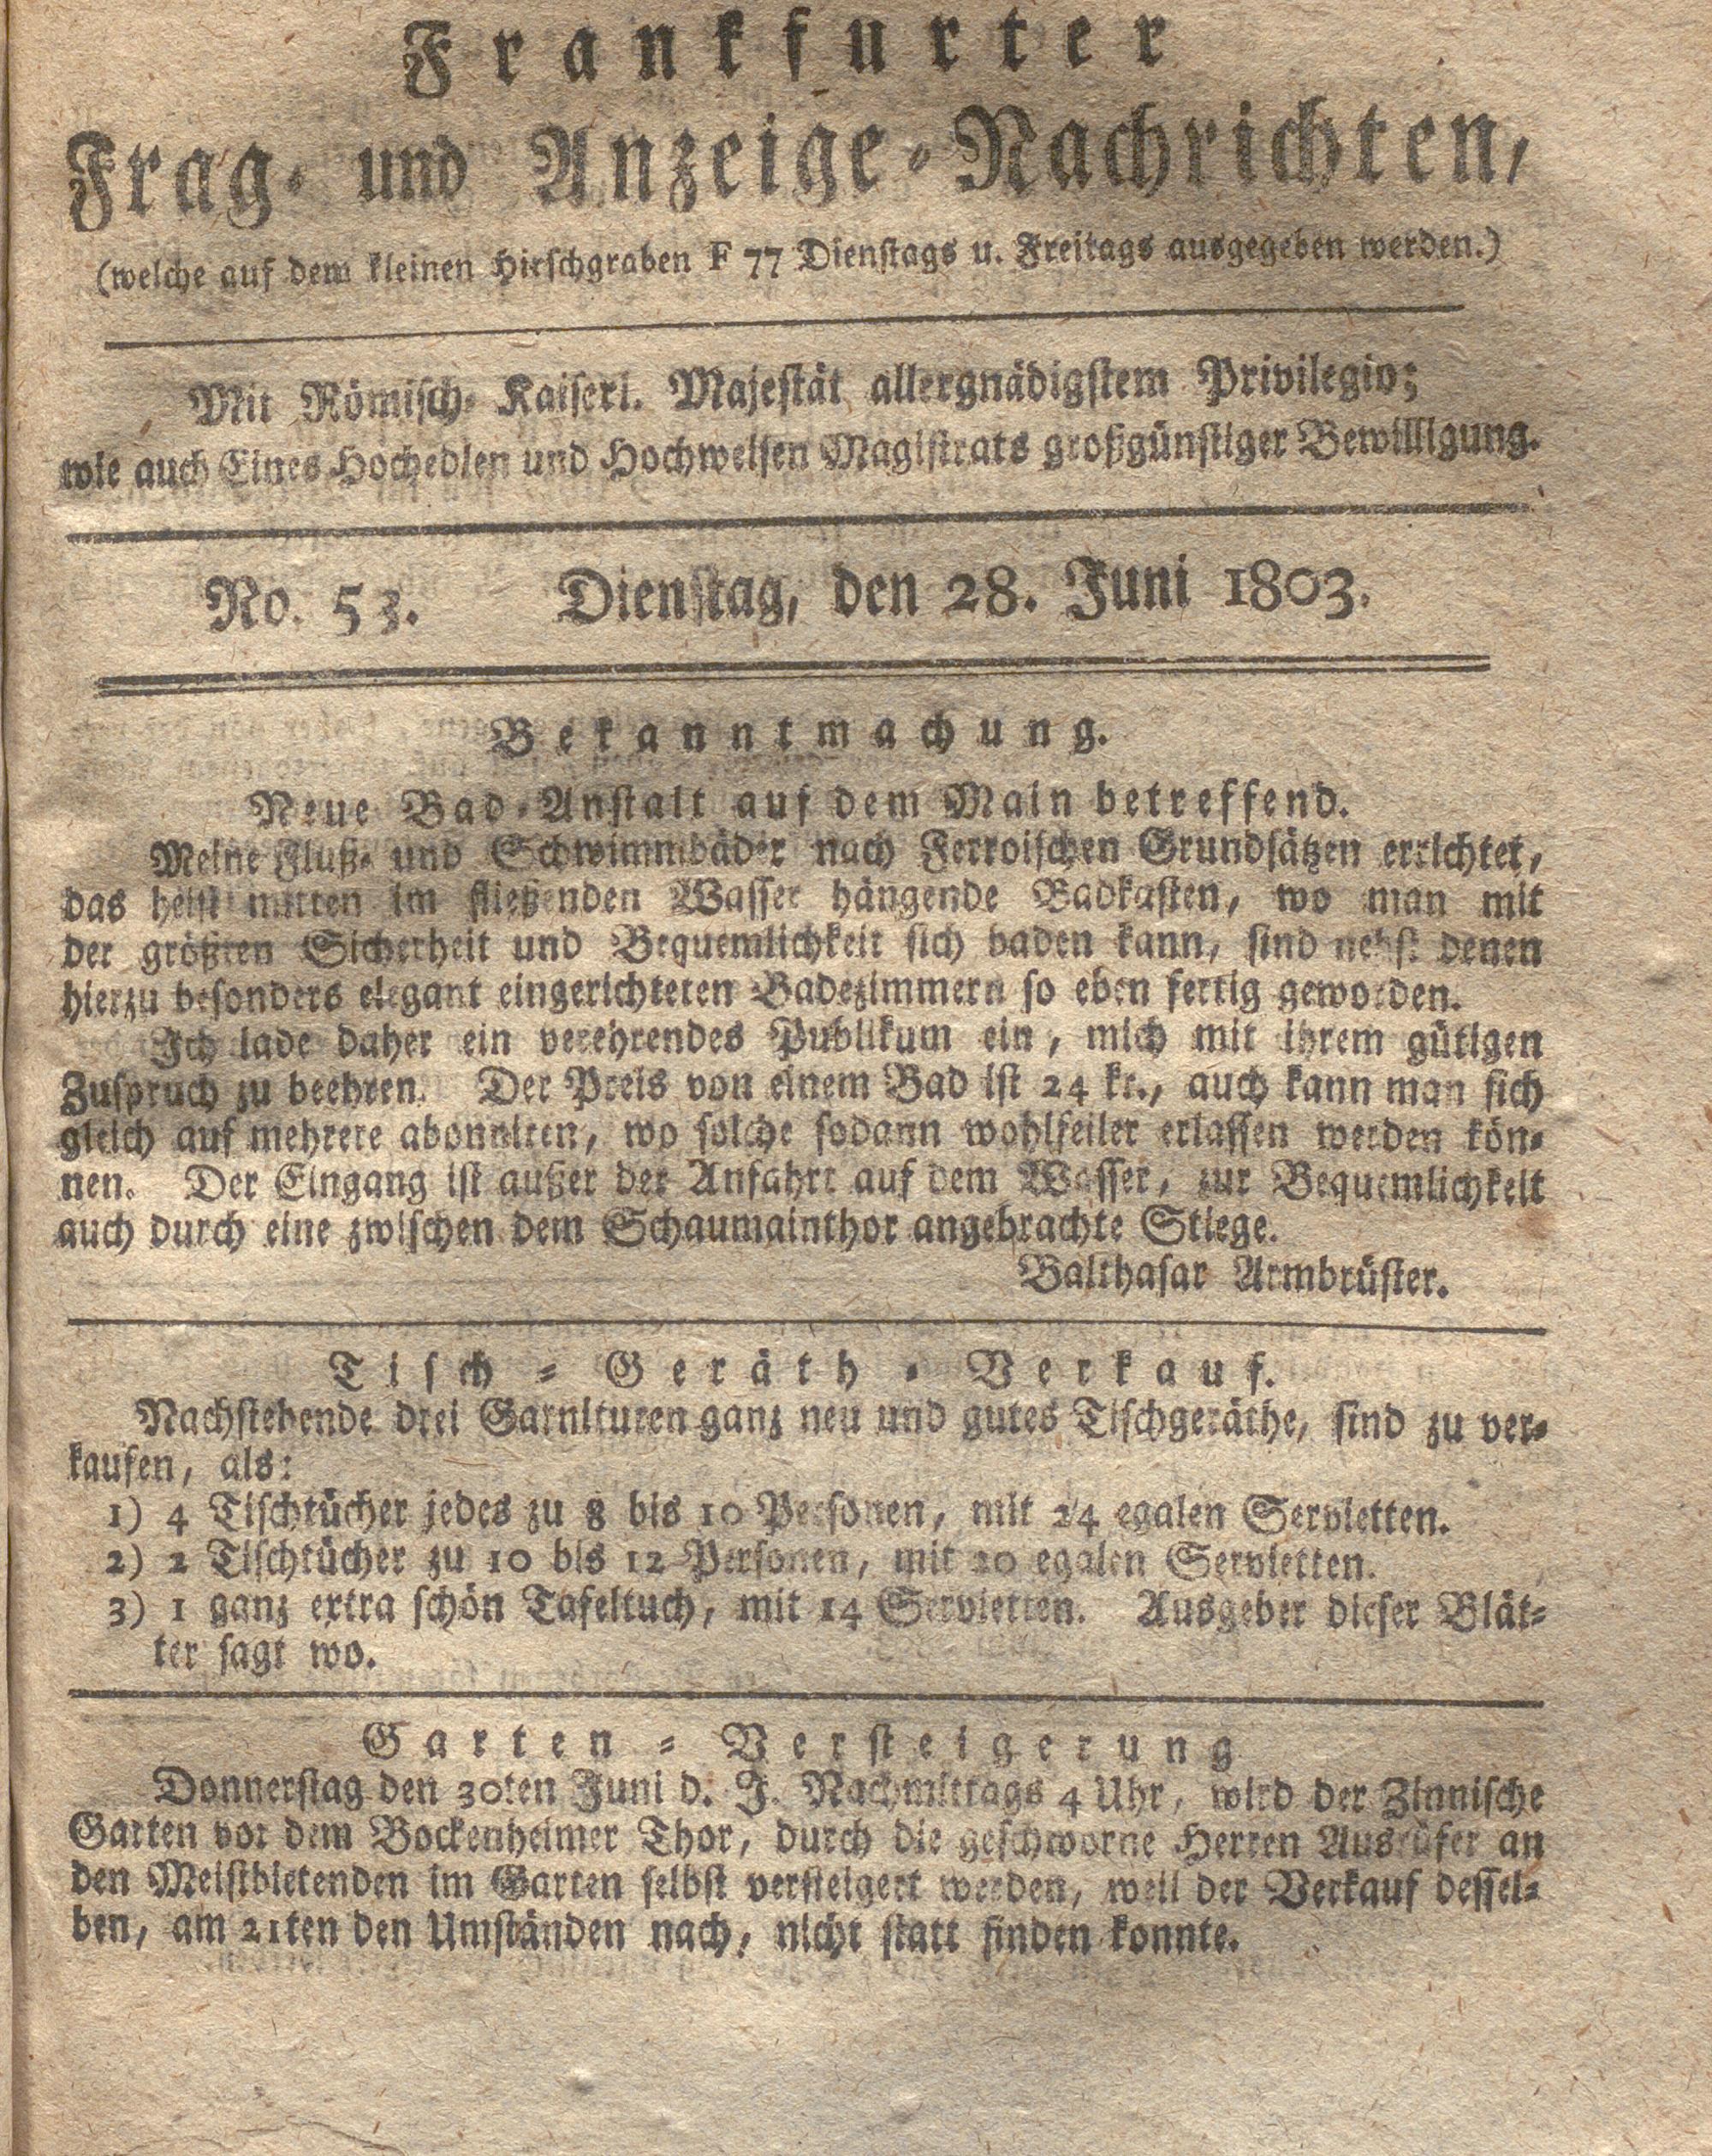 Frankfurter
Frag- und Anzeige-Nachrichten,
(welche auf dem kleinen Hirschgraben F 77 Dienstags u. Freitags ausgegeben werden.)
Mit Römisch- Kaiserl. Majestät allergnädigstem Privilegio;
wie auch Eines Hochedlen und Hochweisen Magistrats großgünstiger Bewilligung.
No. 53. Dienstag, den 28. Juni 1803.
Bekanntmachung.
Neue Bad-Anstalt auf dem Main betreffend.
Meine Fluß- und Schwimmbäder nach Ferroischen Grundsätzen errichtet,
das heist mitten im fließenden Wasser hängende Badkasten, wo man mit
der größten Sicherheit und Bequemlichkeit sich baden kann, sind nebst denen
hierzu besonders elegant eingerichteten Badezimmern so eben fertig geworden.
Ich lade daher ein verehrendes Publikum ein, mich mit ihrem gütigen
Zuspruch zu beehren. Der Preis von einem Bad ist 24 kr., auch kann man sich
gleich auf mehrere abonniren, wo solche sodann wohlfeiler erlassen werden kön-
nen. Der Eingang ist außer der Anfahrt auf dem Wasser, zur Bequemlichkeit
auch durch eine zwischen dem Schaumainthor angebrachte Stiege.
Balthasar Armbrüster.
Tisch-Geräth-Verkauf.
Nachstehende drei Garnituren ganz neu und gutes Tischgeräthe, sind zu ver-
kaufen, als:
1) 4 Tischtücher jedes zu 8 bis 10 Personen, mit 24 egalen Servietten.
2) 2 Tischtücher zu 10 bis 12 Personen, mit 20 egalen Servietten.
3) 1 ganz extra schön Tafeltuch, mit 14 Servietten. Ausgeber dieser Blät-
ter sagt wo.
Garten-Versteigerung
Donnerstag den 30ten Juni d. J. Nachmittags 4 Uhr, wird der Zinnische
Garten vor dem Bockenheimer Thor, durch die geschworne Herren Ausrüfer an
den Meistbietenden im Garten selbst versteigert werden, weil der Verkauf dessel-
ben, am 21ten den Umständen nach, nicht statt finden konnte.